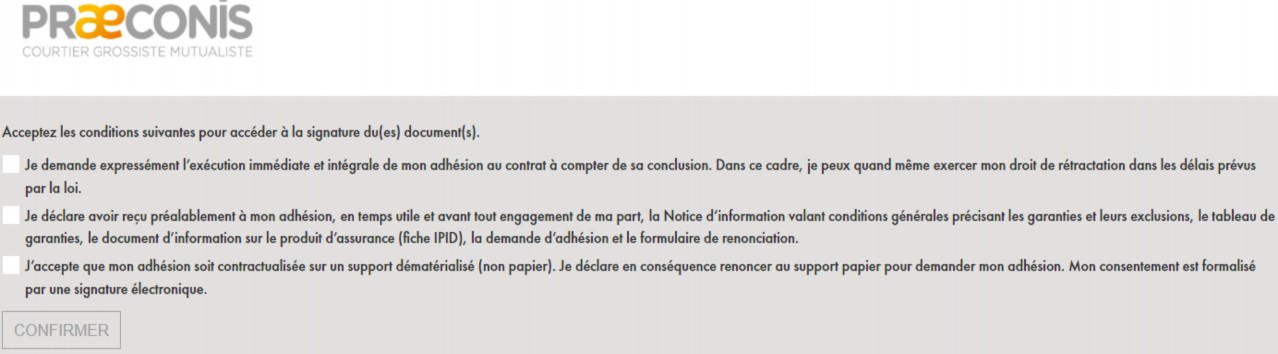 PRÆCONIS
COURTIER GROSSISTE MUTUALISTE
Acceptez les conditions suivantes pour accéder à la signature du(es) document(s).
Je demande expressément l'exécution immédiate et intégrale de mon adhésion au contrat à compter de sa conclusion. Dans ce cadre, je peux quand même exercer mon droit de rétractation dans les délais prévus
par la loi.
Je déclare avoir reçu préalablement à mon adhésion, en temps utile et avant tout engagement de ma part, la Notice d'information valant conditions générales précisant les garanties et leurs exclusions, le tableau de
garanties, le document d'information sur le produit d'assurance (fiche IPID), la demande d'adhésion et le formulaire de renonciation.
J'accepte que mon adhésion soit contractualisée sur un support dématérialisé (non papier). Je déclare en conséquence renoncer au support papier pour demander mon adhésion. Mon consentement est formalisé
par une signature électronique.
CONFIRMER